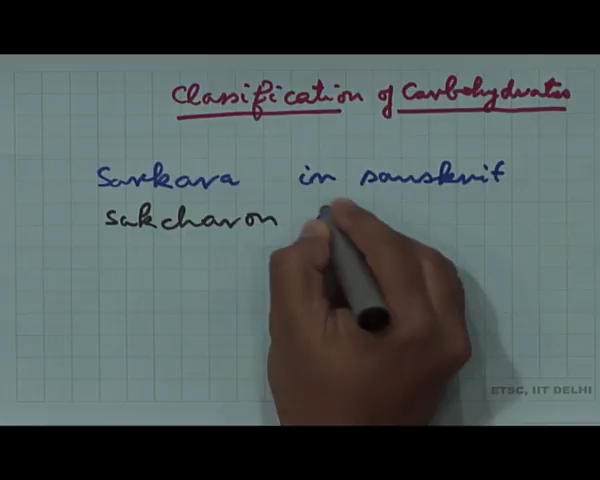 Classification of Carbohydrates
Sarkara in sanskrit
sakcharon
ETSC, IIT DELHI